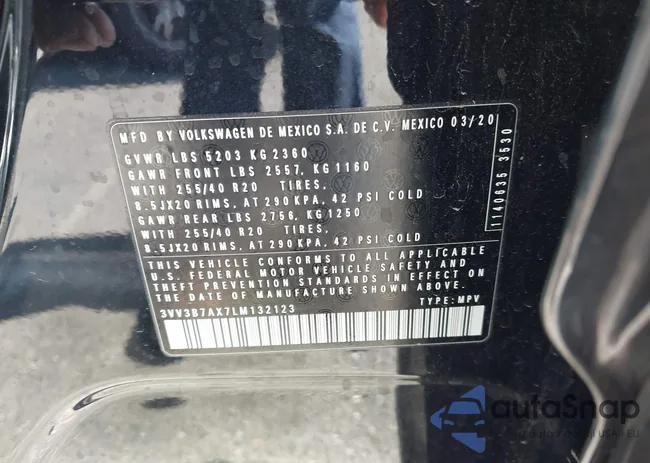 MFD BY VOLKSWAGEN DE MEXICO S.A. DE C.V. MEXICO 03/20
GVWR LBS 5203 KG 2360
GAWR FRONT LBS 2557, KG 1160
WITH 255/40 R20 TIRES,
8.5JX20 RIMS, AT 290 KPA, 42 PSI COLD
GAWR REAR LBS 2756, KG 1250
WITH 255/40 R20 TIRES,
8.5JX20 RIMS, AT 290 KPA, 42 PSI COLD
THIS VEHICLE CONFORMS TO ALL APPLICABLE
U.S. FEDERAL MOTOR VEHICLE SAFETY AND
THEFT PREVENTION STANDARDS IN EFFECT ON
DATE OF MANUFACTURE SHOWN ABOVE.
3VV3B7AX7LM132123 TYPE: MPV
1140635 3530
autoSnap
USA - EU